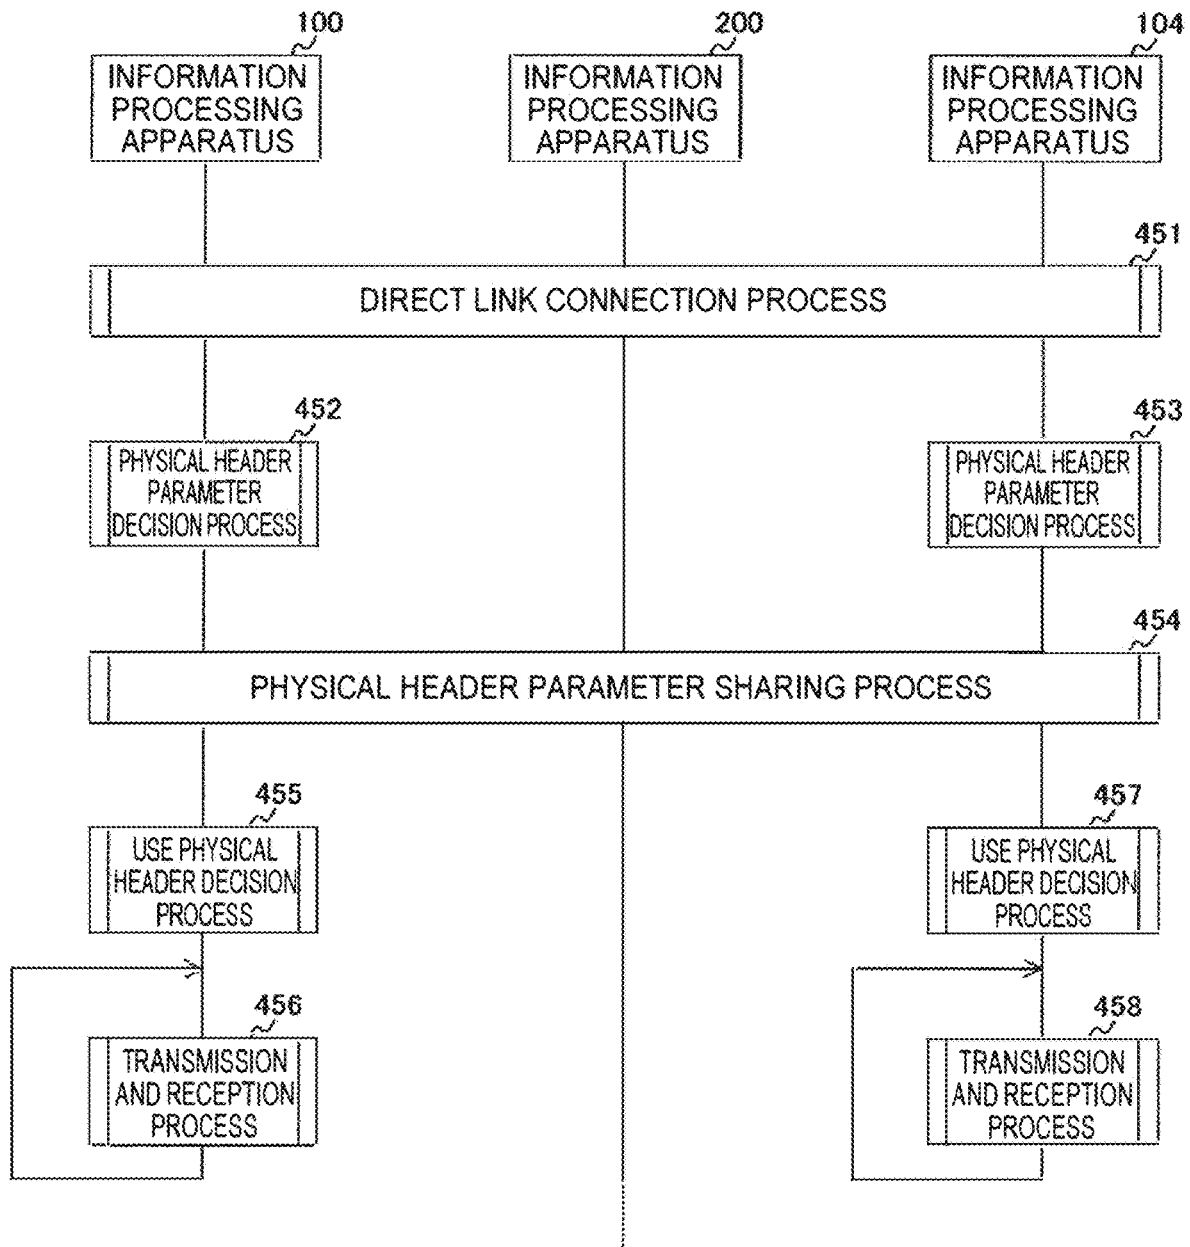 100
200
104
INFORMATION
PROCESSING
APPARATUS
INFORMATION
PROCESSING
APPARATUS
INFORMATION
PROCESSING
APPARATUS
451
DIRECT LINK CONNECTION PROCESS
452
453
PHYSICAL HEADER
PARAMETER
DECISION PROCESS
PHYSICAL HEADER
PARAMETER
DECISION PROCESS
454
PHYSICAL HEADER PARAMETER SHARING PROCESS
455
457
USE PHYSICAL
HEADER DECISION
PROCESS
USE PHYSICAL
HEADER DECISION
PROCESS
456
458
TRANSMISSION
AND RECEPTION
PROCESS
TRANSMISSION
AND RECEPTION
PROCESS